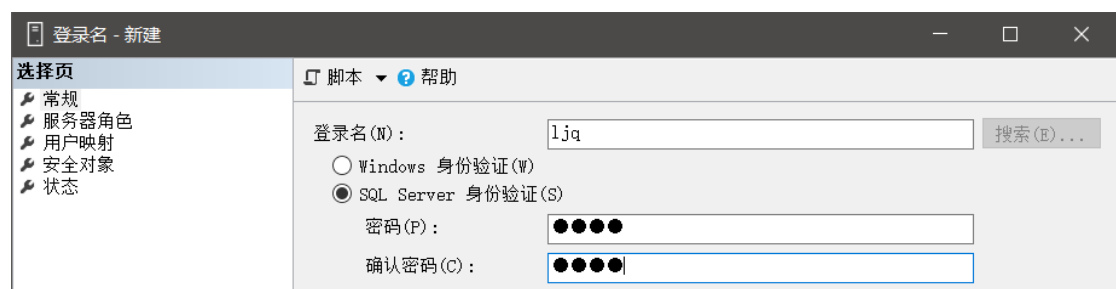 登录名 - 新建
选择页
常规
服务器角色
用户映射
安全对象
状态
脚本 帮助
登录名(N): ljq 搜索(E)...
Windows 身份验证(W)
SQL Server 身份验证(S)
密码(P): ●●●●
确认密码(C): ●●●●